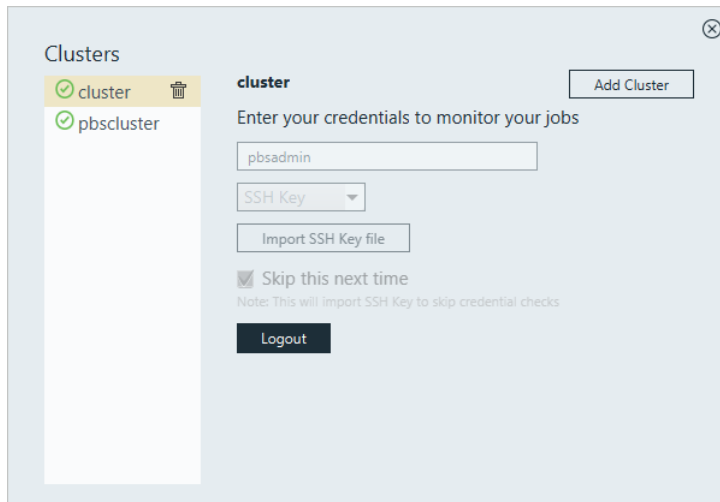 Clusters
cluster
pbscluster
cluster
Add Cluster
Enter your credentials to monitor your jobs
pbsadmin
SSH Key
Import SSH Key file
Skip this next time
Note: This will import SSH Key to skip credential checks
Logout